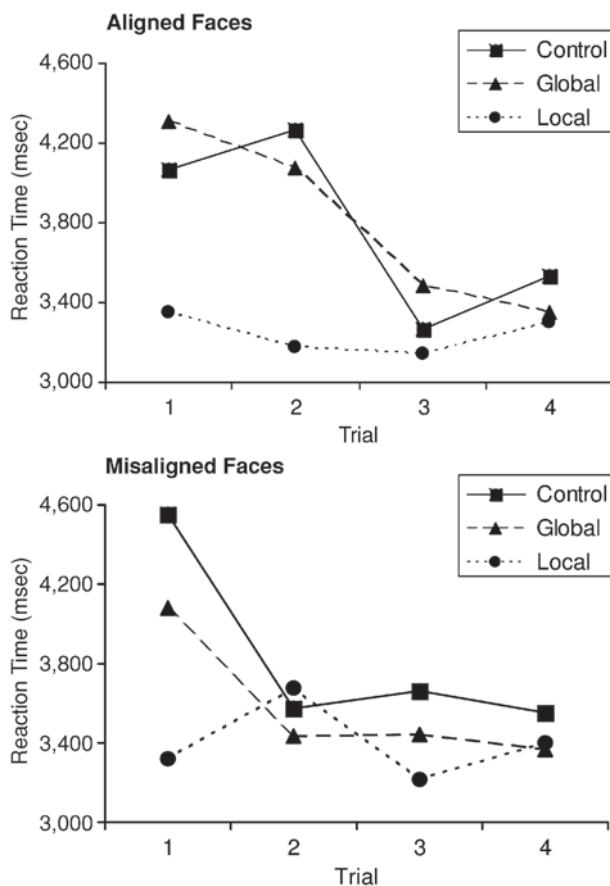 Aligned Faces
Control
Global
Local
Reaction Time (msec)
4,600
4,200
3,800
3,400
3,000
1 2 3 4
Trial
Misaligned Faces
Control
Global
Local
Reaction Time (msec)
4,600
4,200
3,800
3,400
3,000
1 2 3 4
Trial